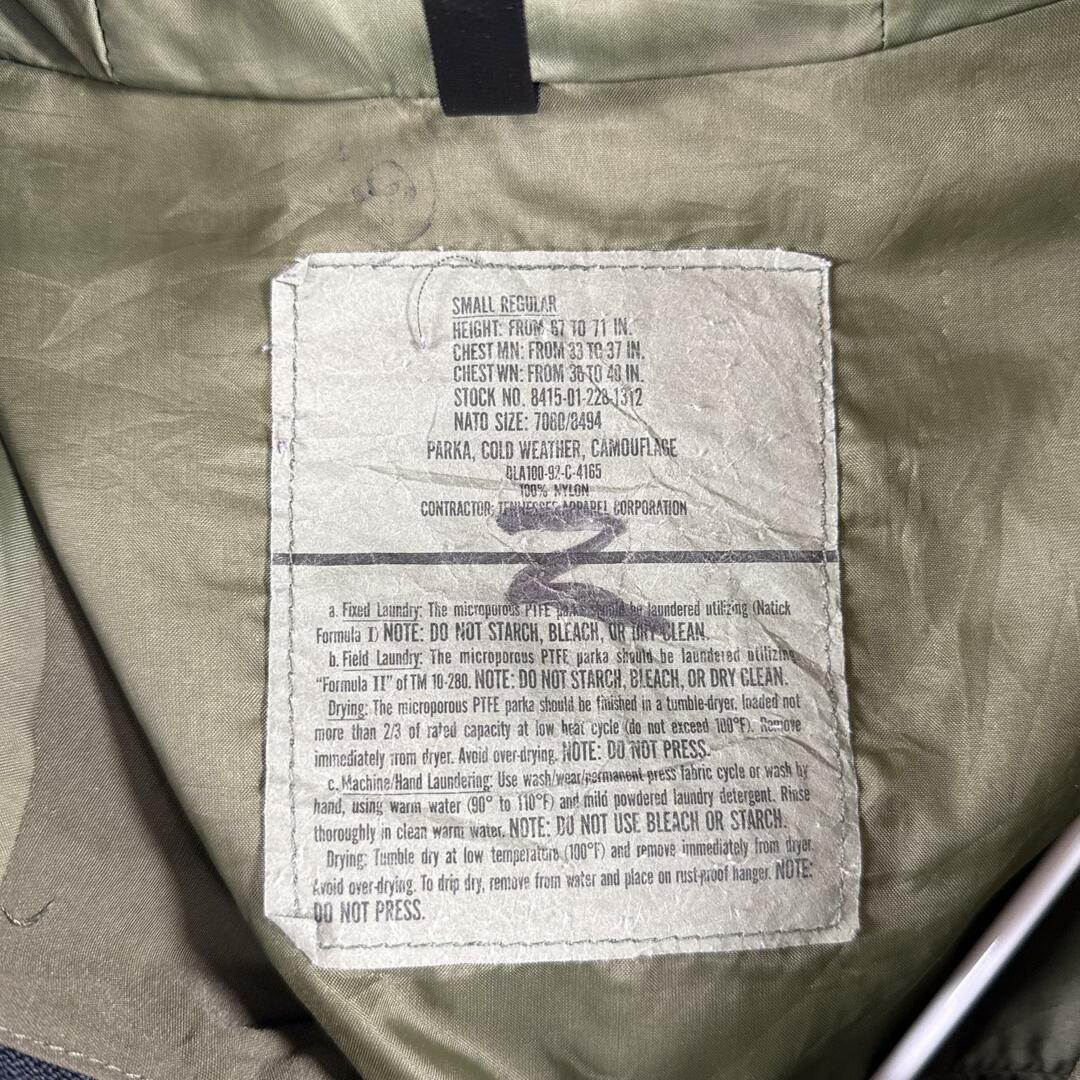 SMALL REGULAR
HEIGHT: FROM 67 TO 71 IN.
CHEST MN: FROM 33 TO 37 IN.
CHEST WN: FROM 36 TO 40 IN.
STOCK NO. 8415-01-228-1312
NATO SIZE: 7080/8494
PARKA, COLD WEATHER, CAMOUFLAGE
DLA100-92-C-4165
100% NYLON
CONTRACTOR: TENNESSEE APPAREL CORPORATION
a. Fixed Laundry: The microporous PTFE parka should be laundered utilizing (Natick
Formula I) NOTE: DO NOT STARCH, BLEACH, OR DRY CLEAN.
b. Field Laundry: The microporous PTFE parka should be laundered utilizing
"Formula II" of TM 10-280. NOTE: DO NOT STARCH, BLEACH, OR DRY CLEAN.
Drying: The microporous PTFE parka should be finished in a tumble-dryer, loaded not
more than 2/3 of rated capacity at low heat cycle (do not exceed 100°F). Remove
immediately from dryer. Avoid over-drying. NOTE: DO NOT PRESS.
c. Machine/Hand Laundering: Use wash/wear/permanent press fabric cycle or wash by
hand, using warm water (90° to 110°F) and mild powdered laundry detergent. Rinse
thoroughly in clean warm water. NOTE: DO NOT USE BLEACH OR STARCH.
Drying: Tumble dry at low temperature (100°F) and remove immediately from dryer.
Avoid over-drying. To drip dry, remove from water and place on rust-proof hanger. NOTE:
DO NOT PRESS.